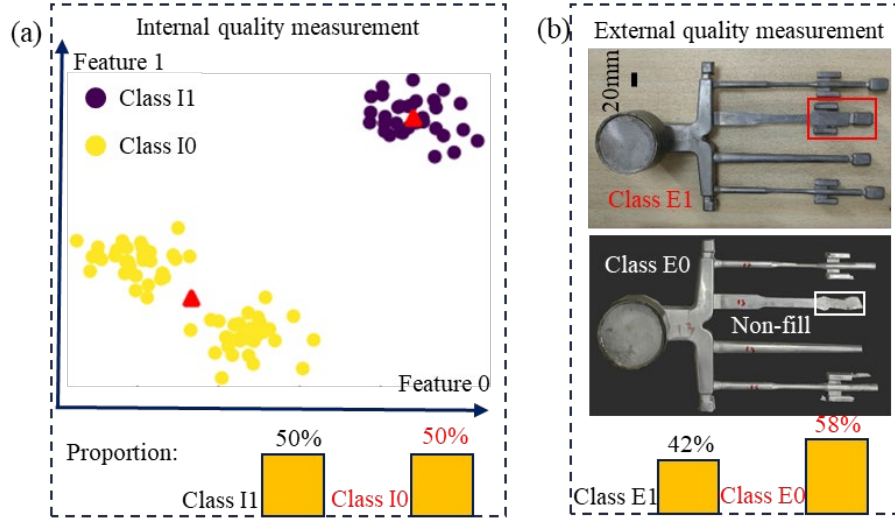 (a)
Internal quality measurement
Feature 1
Class I1
Class I0
Feature 0
Proportion:
50%
50%
Class I1
Class I0
(b)
External quality measurement
20mm
Class E1
Class E0
Non-fill
42%
58%
Class E1
Class E0